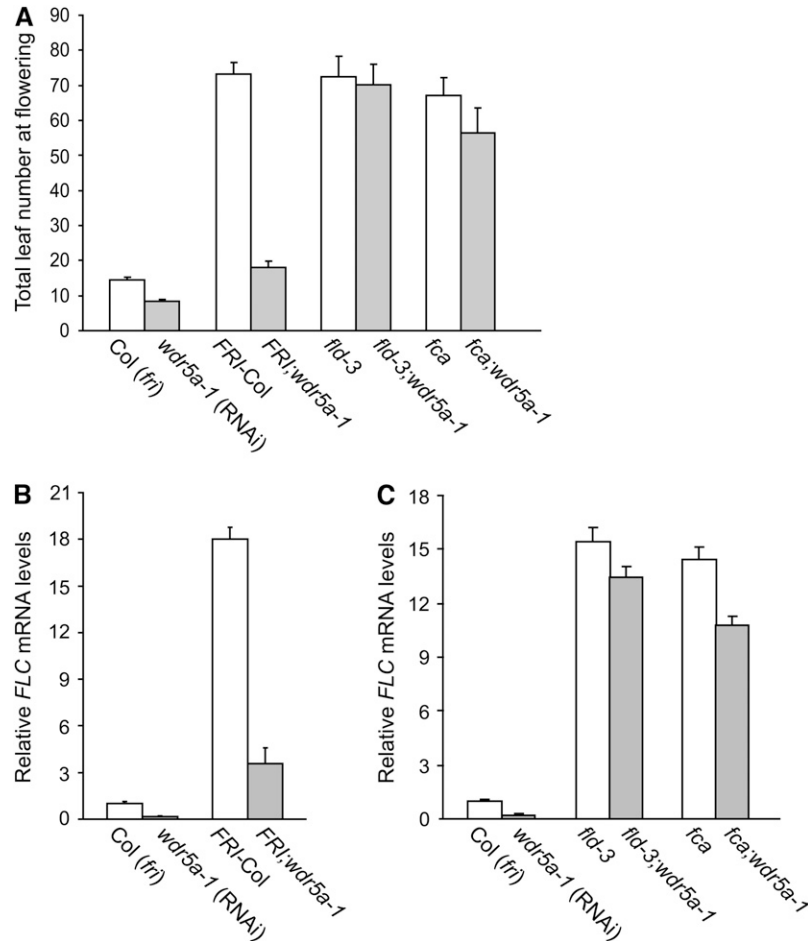 A
Total leaf number at flowering
90
80
70
60
50
40
30
20
10
0
Col (fri)
wdr5a-1 (RNAi)
FRI-Col
FRI;wdr5a-1
fld-3
fld-3;wdr5a-1
fca
fca;wdr5a-1
B
Relative FLC mRNA levels
21
18
15
12
9
6
3
0
Col (fri)
wdr5a-1 (RNAi)
FRI-Col
FRI;wdr5a-1
C
Relative FLC mRNA levels
18
15
12
9
6
3
0
Col (fri)
wdr5a-1 (RNAi)
fld-3
fld-3;wdr5a-1
fca
fca;wdr5a-1